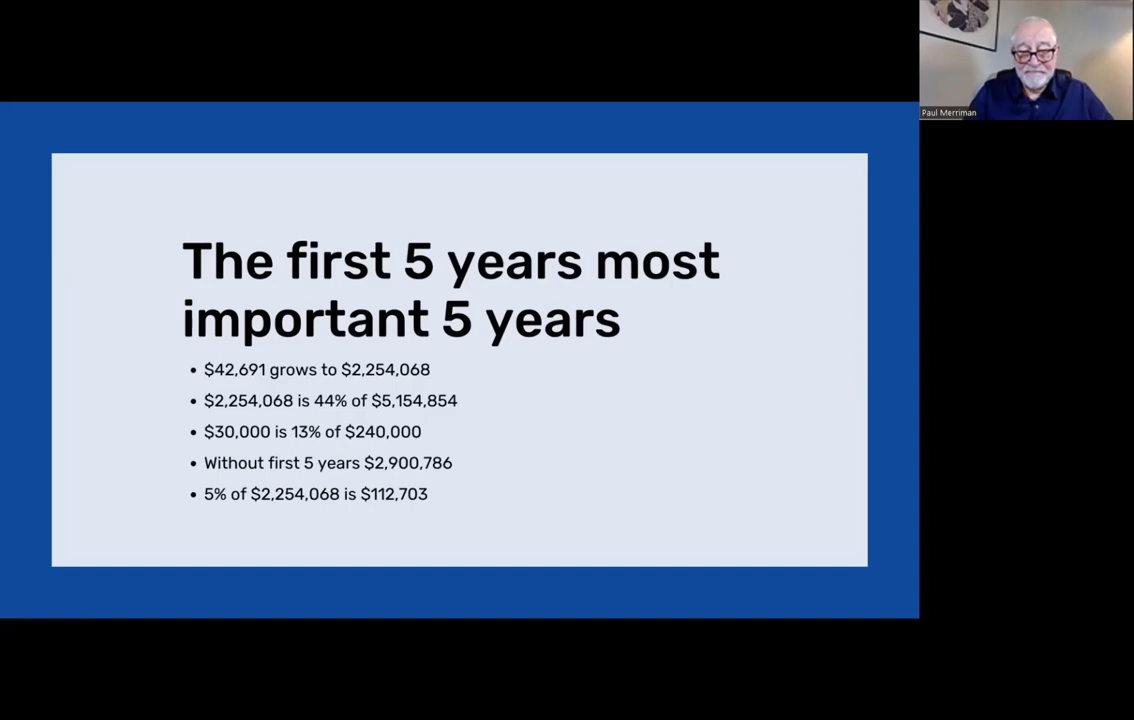 Paul Merriman
The first 5 years most
important 5 years
• $42,691 grows to $2,254,068
• $2,254,068 is 44% of $5,154,854
• $30,000 is 13% of $240,000
• Without first 5 years $2,900,786
• 5% of $2,254,068 is $112,703